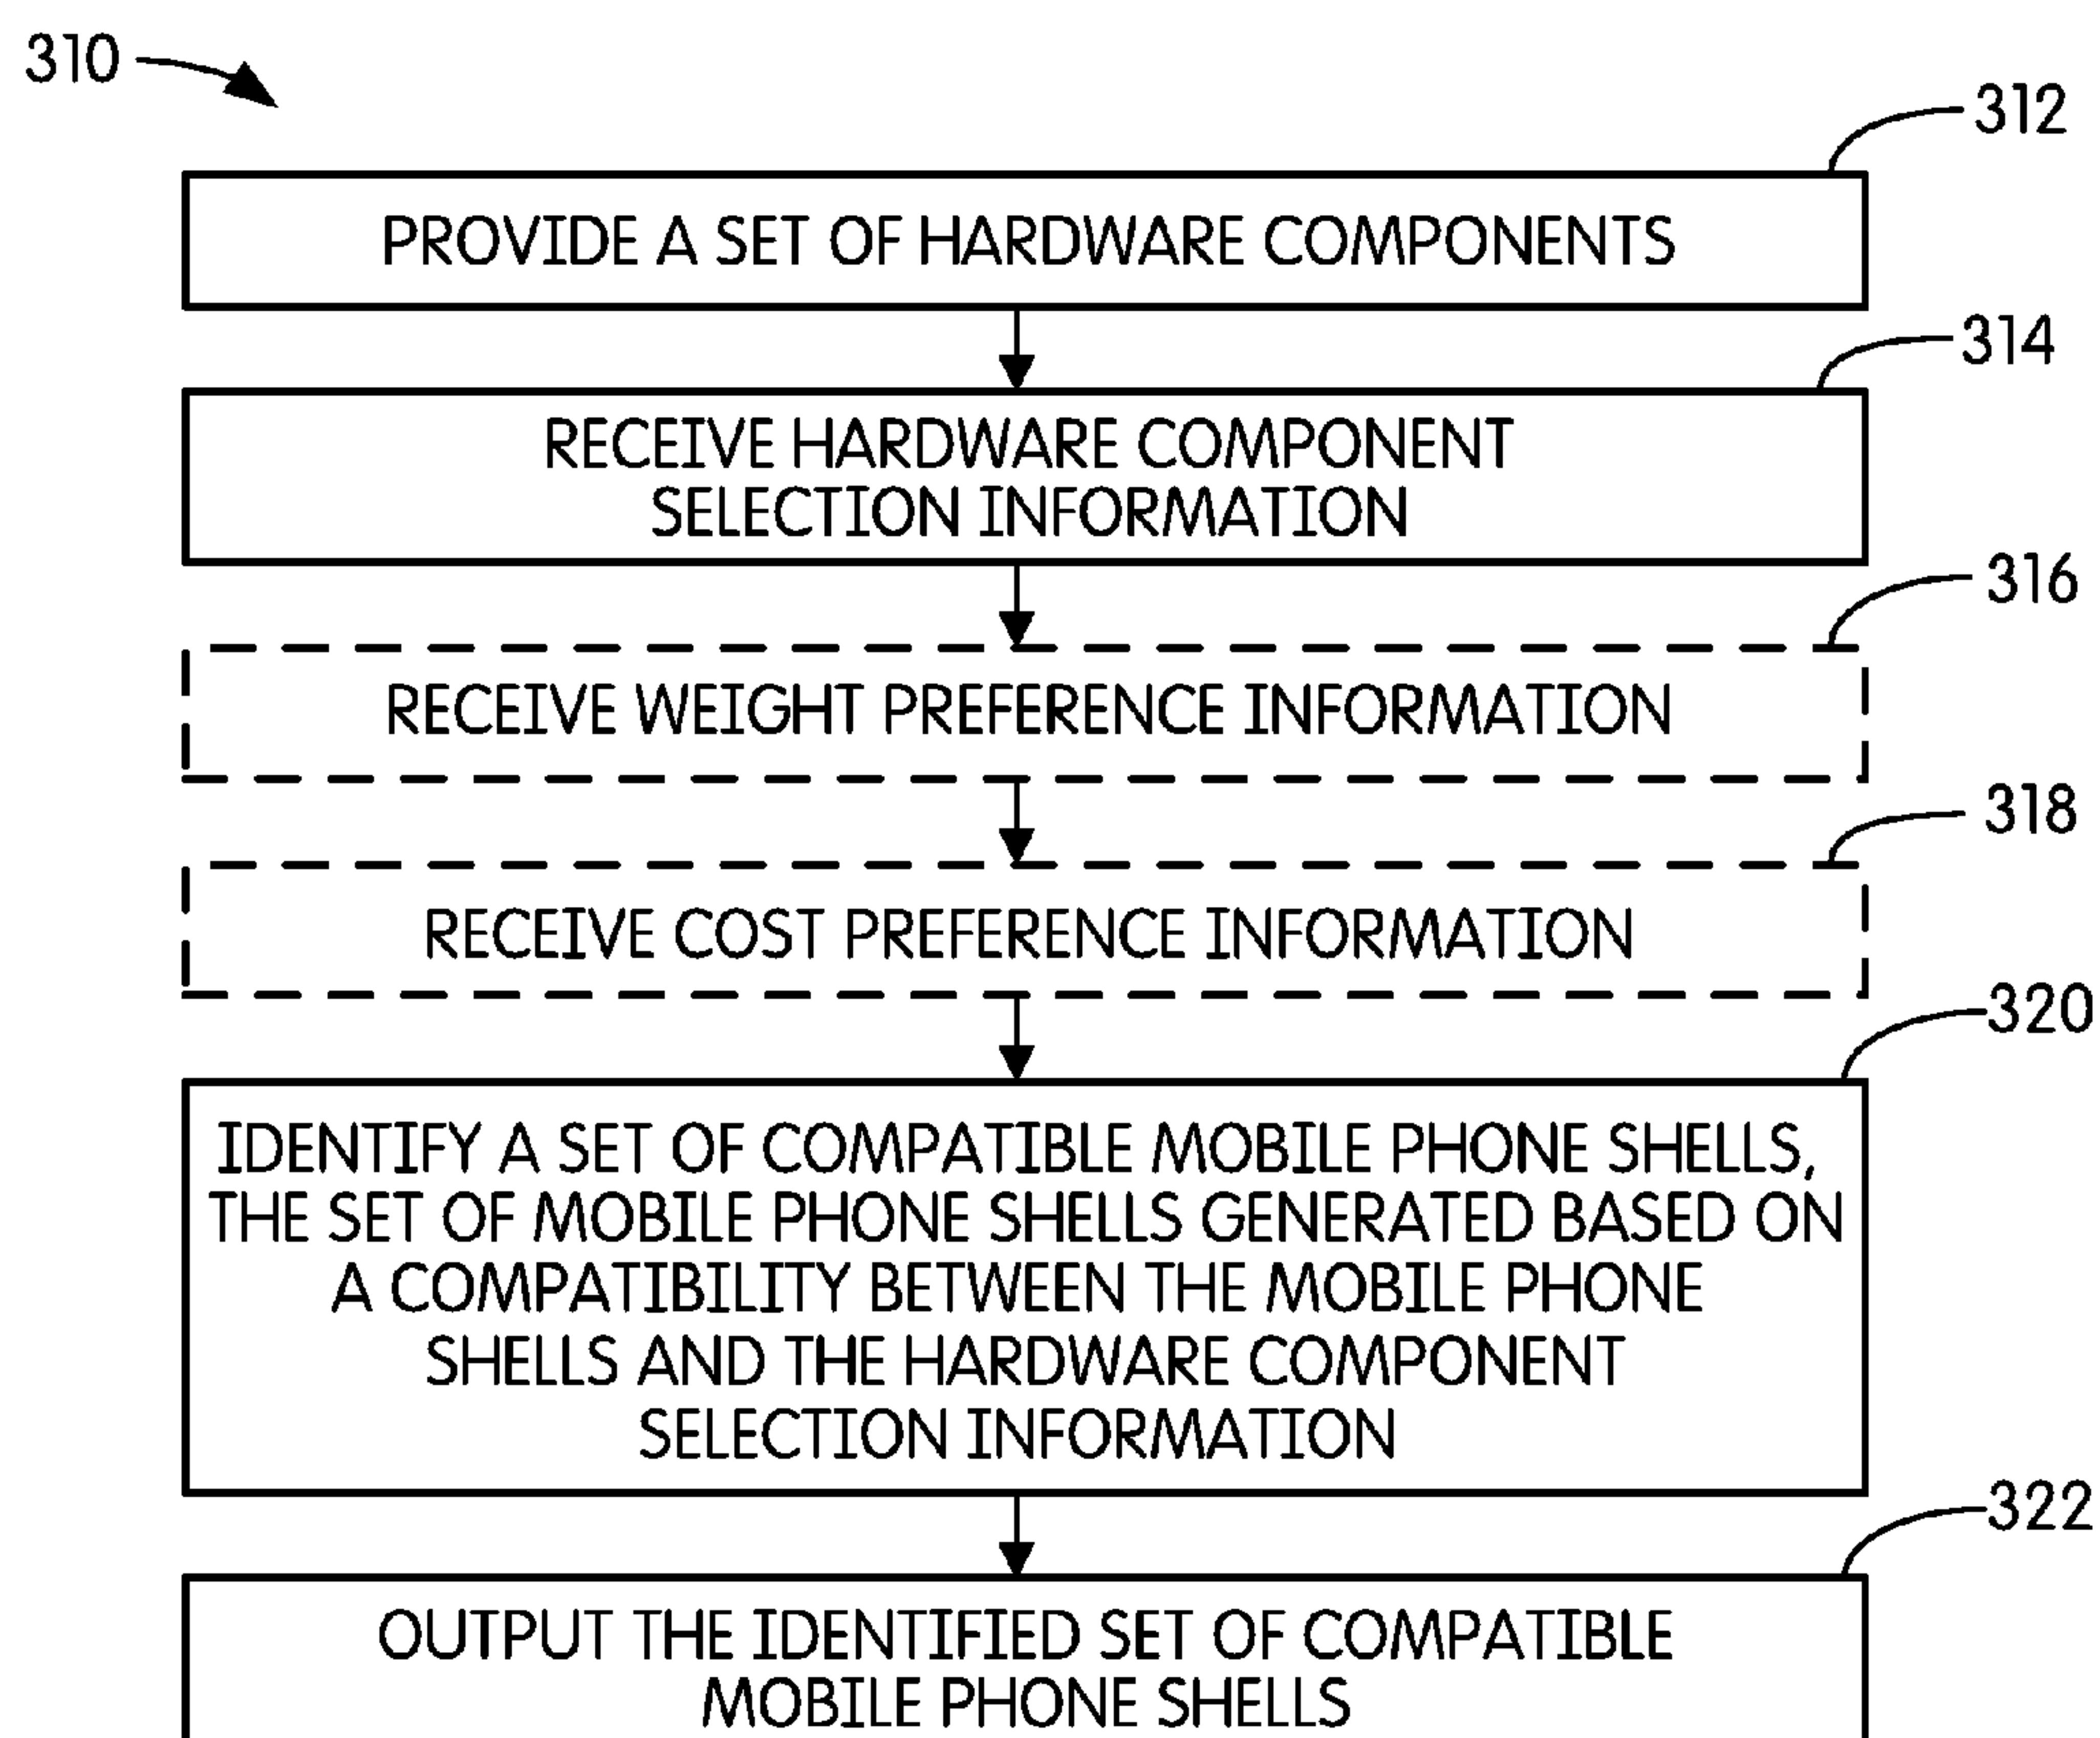 310
312
PROVIDE A SET OF HARDWARE COMPONENTS
314
RECEIVE HARDWARE COMPONENT
SELECTION INFORMATION
316
RECEIVE WEIGHT PREFERENCE INFORMATION
318
RECEIVE COST PREFERENCE INFORMATION
320
IDENTIFY A SET OF COMPATIBLE MOBILE PHONE SHELLS,
THE SET OF MOBILE PHONE SHELLS GENERATED BASED ON
A COMPATIBILITY BETWEEN THE MOBILE PHONE
SHELLS AND THE HARDWARE COMPONENT
SELECTION INFORMATION
322
OUTPUT THE IDENTIFIED SET OF COMPATIBLE
MOBILE PHONE SHELLS